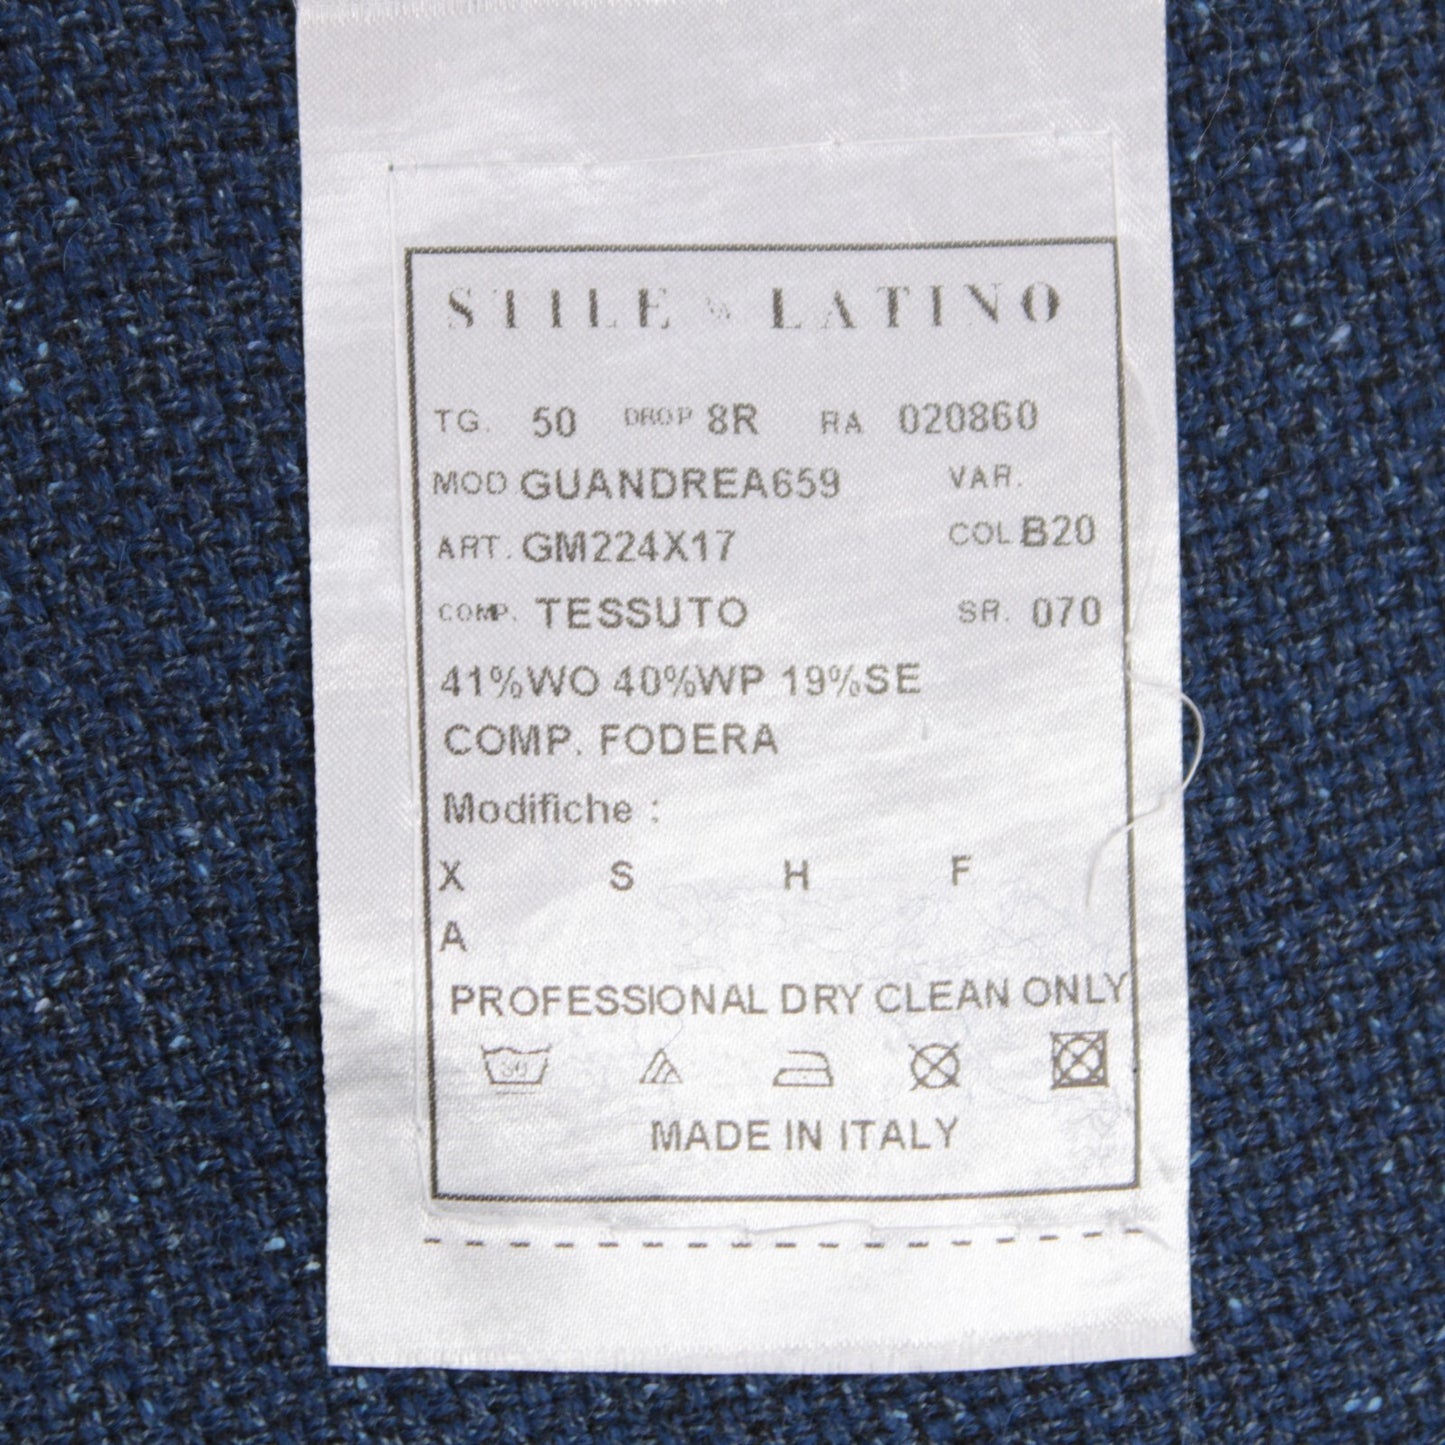 STILE LATINO
TG. 50 DROP 8R RA 020860
MOD GUANDREA659 VAR.
ART. GM224X17 COL B20
COMP. TESSUTO SR. 070
41%WO 40%WP 19%SE
COMP. FODERA
Modifiche :
X S H F
A
PROFESSIONAL DRY CLEAN ONLY
30
MADE IN ITALY